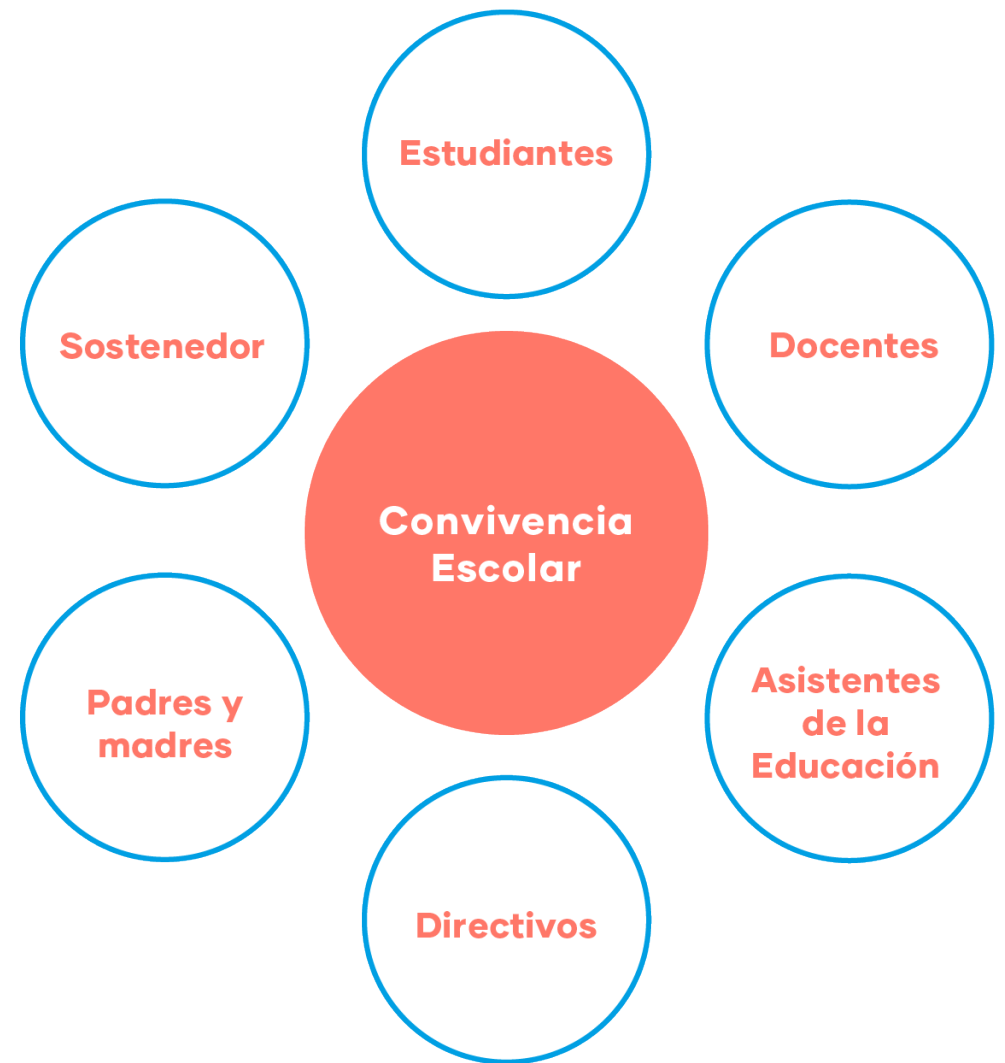 Estudiantes
Sostenedor
Docentes
Convivencia
Escolar
Padres y
madres
Asistentes
de la
Educación
Directivos